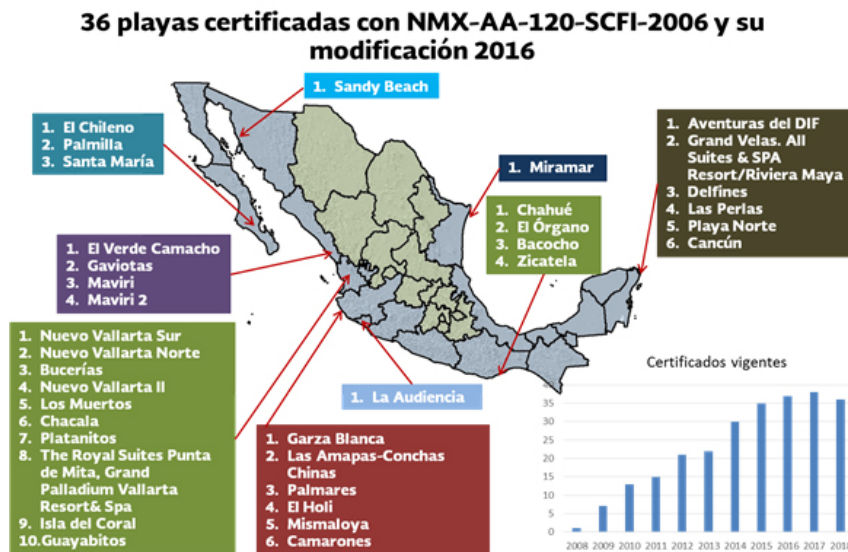 36 playas certificadas con NMX-AA-120-SCFI-2006 y su
modificación 2016
1. Sandy Beach
1. El Chileno
2. Palmilla
3. Santa María
1. Miramar
1. Aventuras del DIF
2. Grand Velas. All
Suites & SPA
Resort/Riviera Maya
3. Delfines
4. Las Perlas
5. Playa Norte
6. Cancún
1. Chahué
2. El Órgano
3. Bacocho
4. Zicatela
1. El Verde Camacho
2. Gaviotas
3. Maviri
4. Maviri 2
1. Nuevo Vallarta Sur
2. Nuevo Vallarta Norte
3. Bucerías
4. Nuevo Vallarta II
5. Los Muertos
6. Chacala
7. Platanitos
8. The Royal Suites Punta
de Mita, Grand
Palladium Vallarta
Resort& Spa
9. Isla del Coral
10.Guayabitos
1. La Audiencia
1. Garza Blanca
2. Las Amapas-Conchas
Chinas
3. Palmares
4. El Holi
5. Mismaloya
6. Camarones
Certificados vigentes
40
35
30
25
20
15
10
5
0
2008 2009 2010 2011 2012 2013 2014 2015 2016 2017 2018